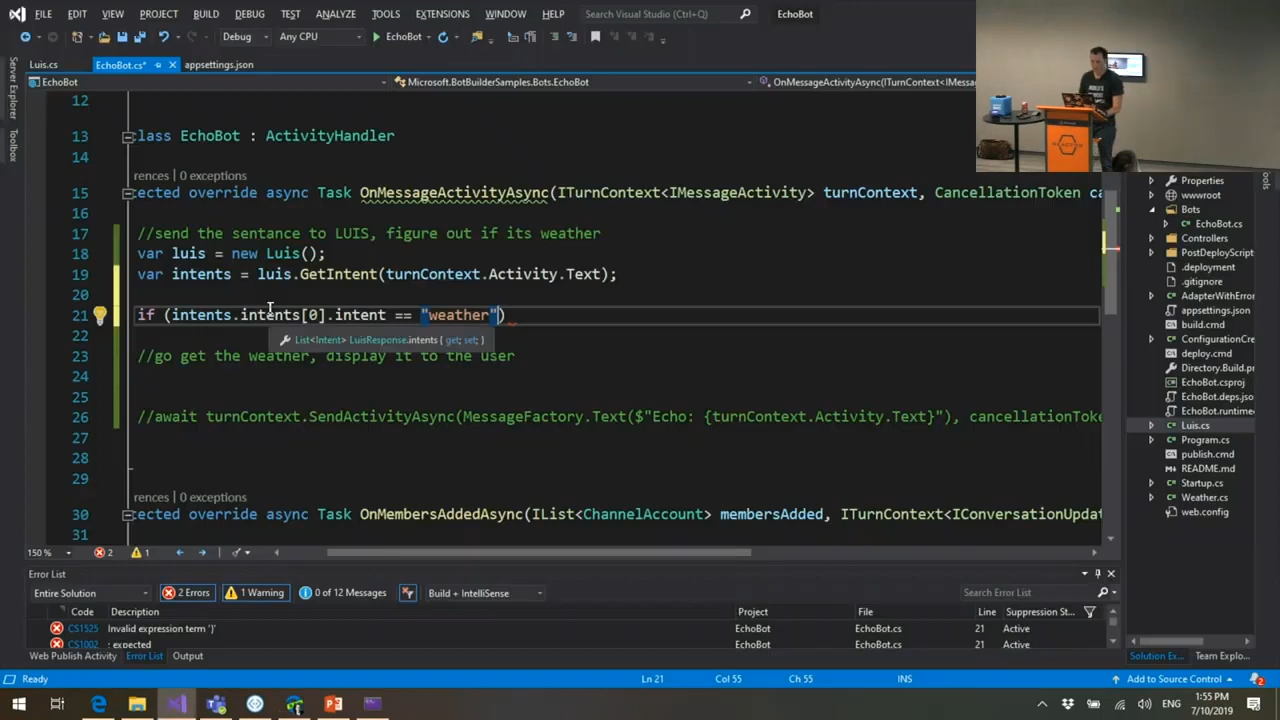 FILE EDIT VIEW PROJECT BUILD DEBUG TEST ANALYZE TOOLS EXTENSIONS WINDOW HELP Search Visual Studio (Ctrl+Q) EchoBot
Debug Any CPU EchoBot
Luis.cs EchoBot.cs* appsettings.json
EchoBot Microsoft.BotBuilderSamples.Bots.EchoBot OnMessageActivityAsync(ITurnContext<IMessa
Server Explorer
Toolbox
12
13 class EchoBot : ActivityHandler
14
rences | 0 exceptions
15 ected override async Task OnMessageActivityAsync(ITurnContext<IMessageActivity> turnContext, CancellationToken ca
16
17 //send the sentence to LUIS, figure out if its weather
18 var luis = new Luis();
19 var intents = luis.GetIntent(turnContext.Activity.Text);
20
21 if (intents.intents[0].intent == "weather")
22 List<Intent> LuisResponse.intents { get; set; }
23 //go get the weather, display it to the user
24
25
26 //await turnContext.SendActivityAsync(MessageFactory.Text($"Echo: {turnContext.Activity.Text}"), cancellationToke
27
28
29
rences | 0 exceptions
30 ected override async Task OnMembersAddedAsync(IList<ChannelAccount> membersAdded, ITurnContext<IConversationUpdat
31
150 % 2 1
Properties
wwwroot
Bots
EchoBot.cs
Controllers
PostDeployScript
.deployment
.gitignore
AdapterWithError
appsettings.json
build.cmd
ConfigurationCre
deploy.cmd
Directory.Build.pr
EchoBot.csproj
EchoBot.deps.jso
EchoBot.runtime
Luis.cs
Program.cs
publish.cmd
README.md
Startup.cs
Weather.cs
web.config
Solution Ex... Team Explo...
Error List
Entire Solution 2 Errors 1 Warning 0 of 12 Messages Build + IntelliSense Search Error List
Code Description Project File Line Suppression St...
CS1525 Invalid expression term '}' EchoBot EchoBot.cs 21 Active
CS1002 ; expected EchoBot EchoBot.cs 21 Active
Web Publish Activity Error List Output
Ready Ln 21 Col 55 Ch 55 INS Add to Source Control 2
ENG 1:55 PM
7/10/2019
REACTOR